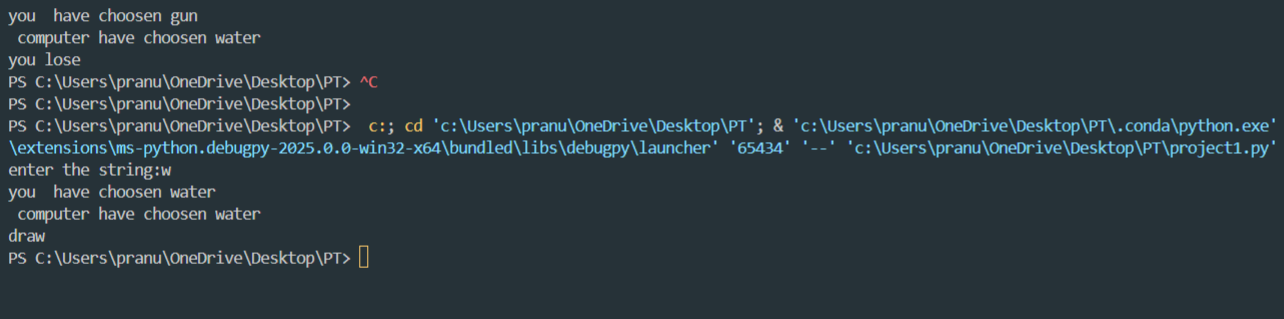 you  have choosen gun
 computer have choosen water
you lose
PS C:\Users\pranu\OneDrive\Desktop\PT> ^C
PS C:\Users\pranu\OneDrive\Desktop\PT>
PS C:\Users\pranu\OneDrive\Desktop\PT>  c:; cd 'c:\Users\pranu\OneDrive\Desktop\PT'; & 'c:\Users\pranu\OneDrive\Desktop\PT\.conda\python.exe'
\extensions\ms-python.debugpy-2025.0.0-win32-x64\bundled\libs\debugpy\launcher' '65434' '--' 'c:\Users\pranu\OneDrive\Desktop\PT\project1.py'
enter the string:w
you  have choosen water
 computer have choosen water
draw
PS C:\Users\pranu\OneDrive\Desktop\PT>